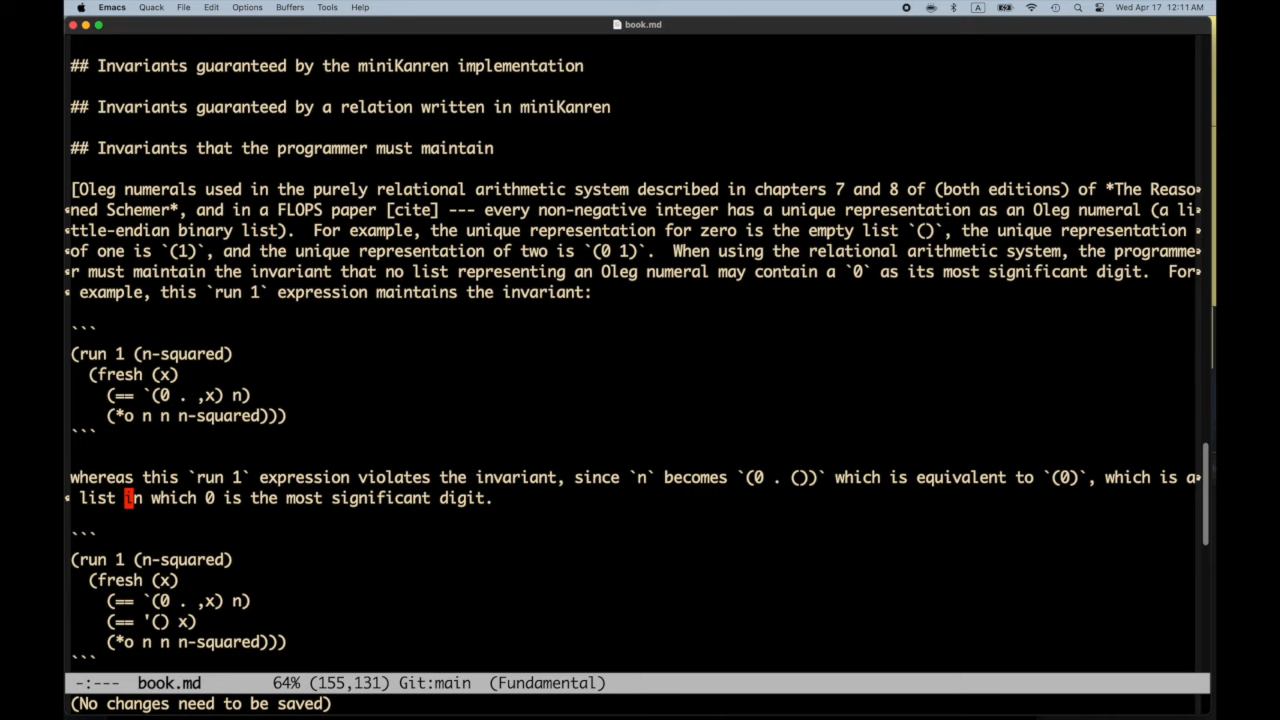 Emacs Quack File Edit Options Buffers Tools Help A Wed Apr 17 12:11 AM
book.md
## Invariants guaranteed by the miniKanren implementation
## Invariants guaranteed by a relation written in miniKanren
## Invariants that the programmer must maintain
[Oleg numerals used in the purely relational arithmetic system described in chapters 7 and 8 of (both editions) of *The Reaso
ned Schemer*, and in a FLOPS paper [cite] --- every non-negative integer has a unique representation as an Oleg numeral (a li
ttle-endian binary list).  For example, the unique representation for zero is the empty list `()`, the unique representation
of one is `(1)`, and the unique representation of two is `(0 1)`.  When using the relational arithmetic system, the programme
r must maintain the invariant that no list representing an Oleg numeral may contain a `0` as its most significant digit.  For
example, this `run 1` expression maintains the invariant:
```
(run 1 (n-squared)
  (fresh (x)
    (== `(0 . ,x) n)
    (*o n n n-squared)))
```
whereas this `run 1` expression violates the invariant, since `n` becomes `(0 . ())` which is equivalent to `(0)`, which is a
list in which 0 is the most significant digit.
```
(run 1 (n-squared)
  (fresh (x)
    (== `(0 . ,x) n)
    (== '() x)
    (*o n n n-squared)))
```
-:---  book.md        64% (155,131) Git:main  (Fundamental)
(No changes need to be saved)